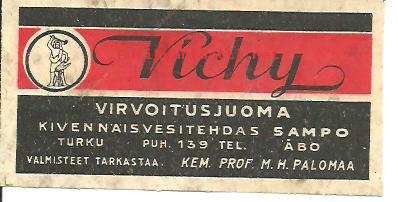 Vichy
VIRVOITUSJUOMA
KIVENNÄISVESITEHDAS SAMPO
TURKU PUH. 139 TEL. ÅBO
VALMISTEET TARKASTAA. KEM. PROF. M. H. PALOMAA